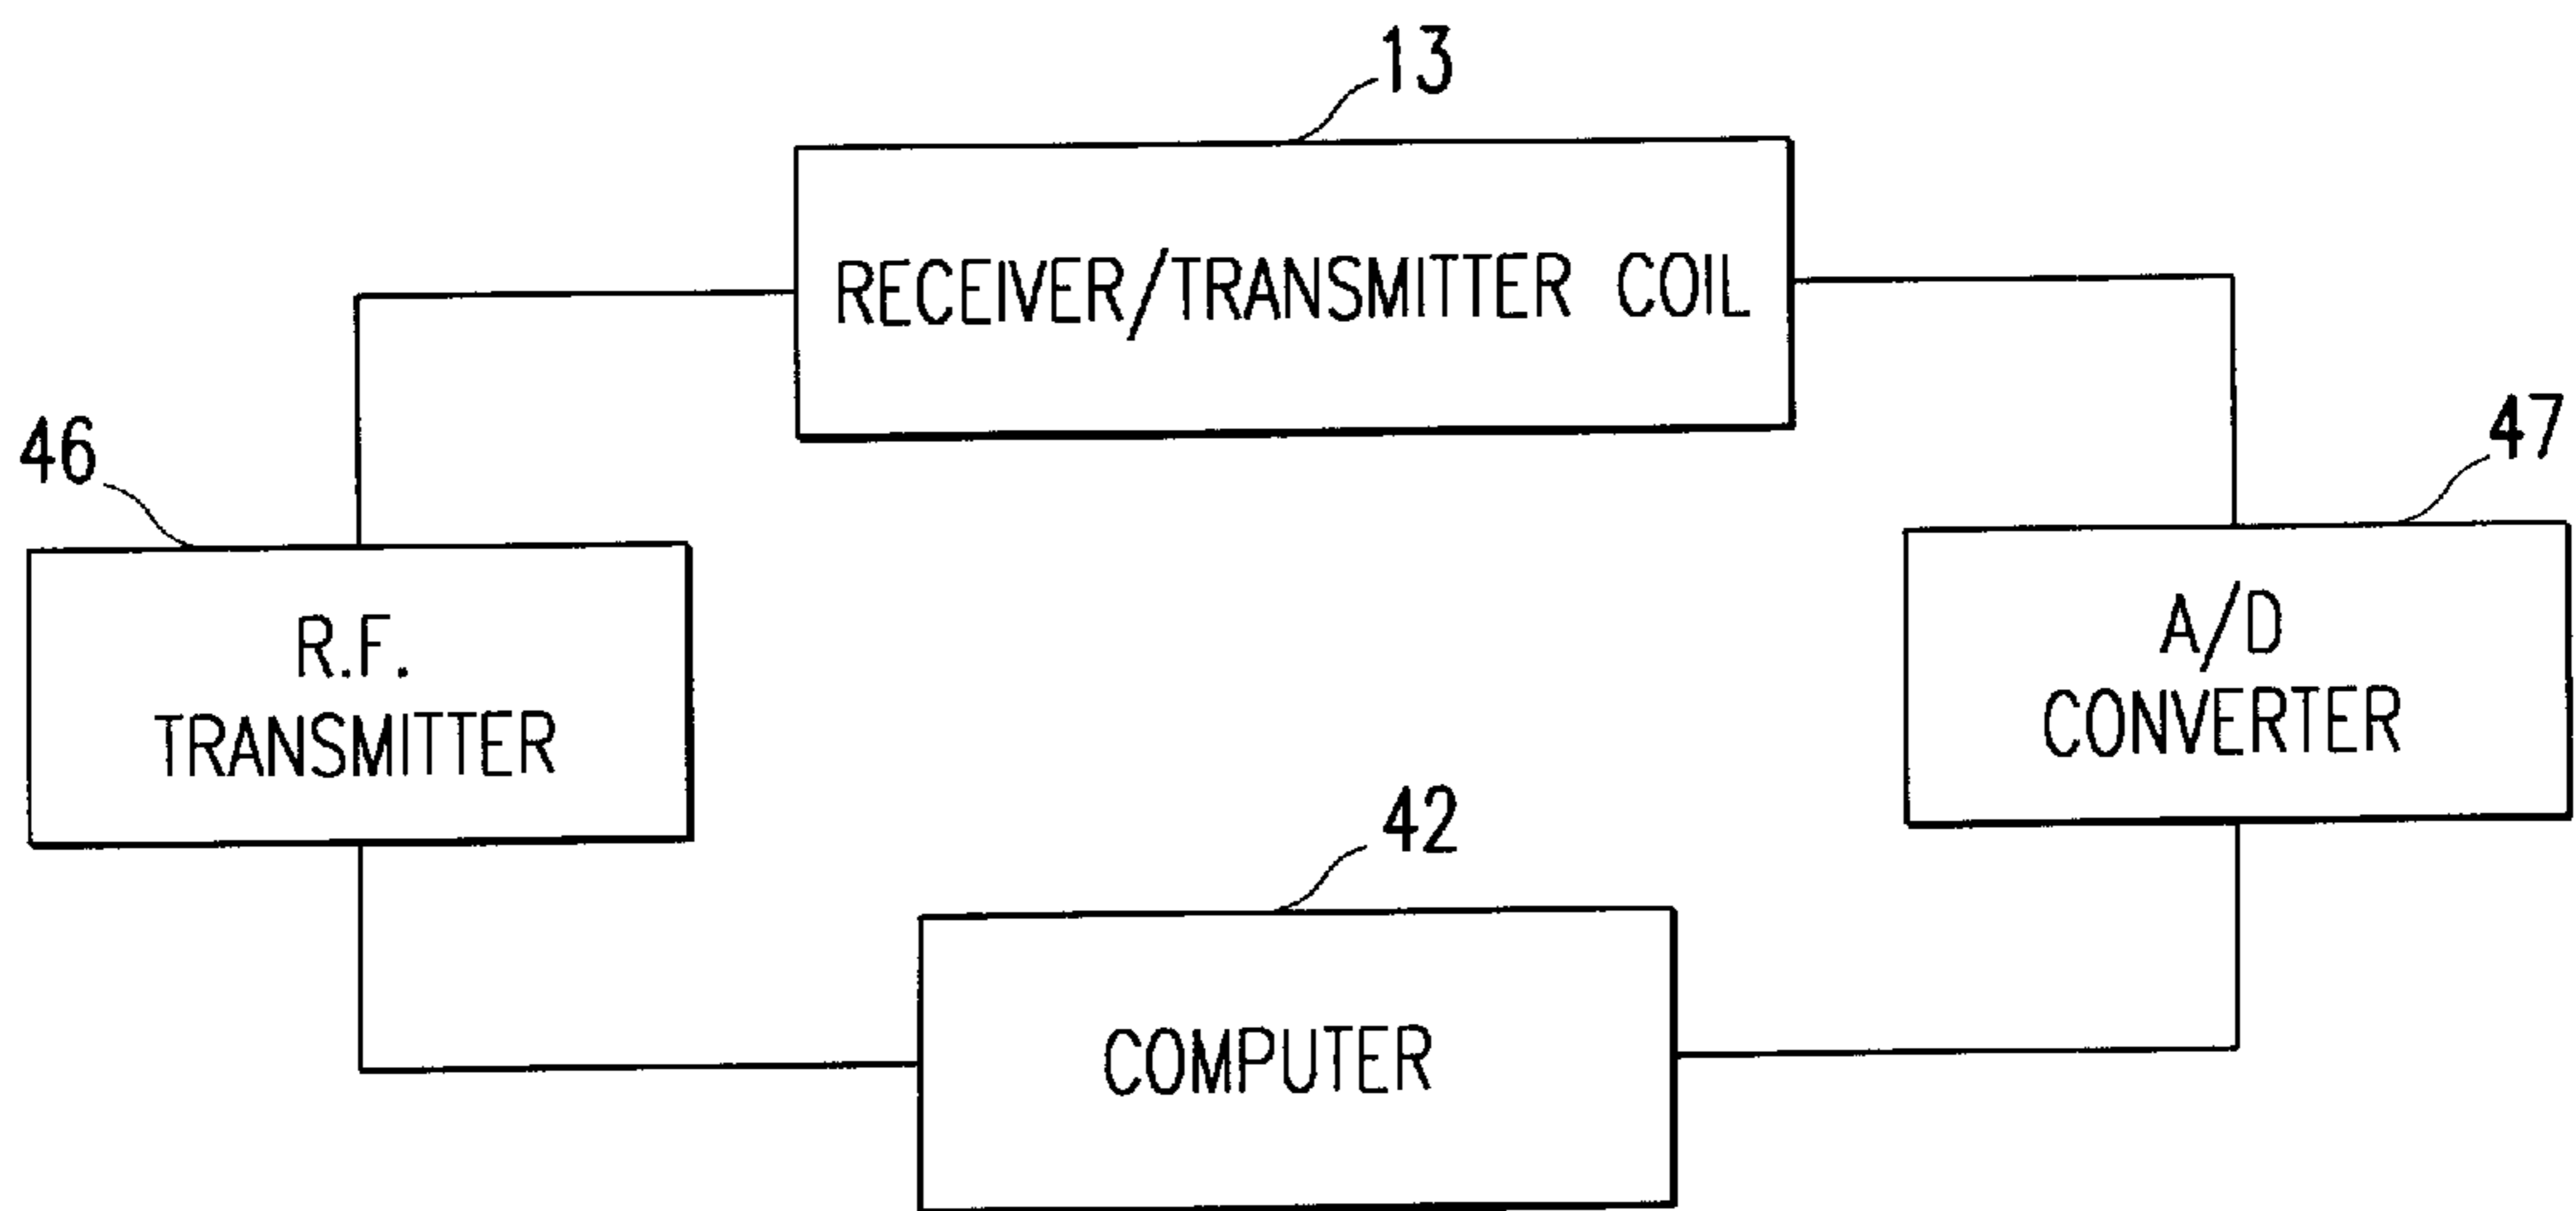 13
RECEIVER/TRANSMITTER COIL
46
47
R.F.
TRANSMITTER
A/D
CONVERTER
42
COMPUTER